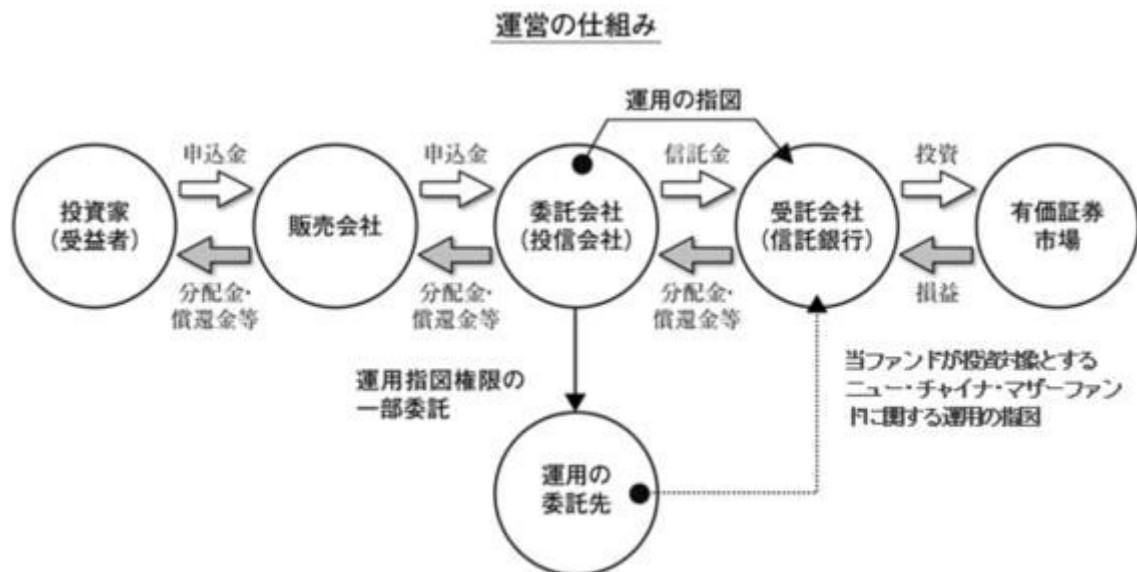 運営の仕組み
運用の指図
申込金
申込金
信託金
投資
投資家
(受益者)
販売会社
委託会社
(投信会社)
受託会社
(信託銀行)
有価証券
市場
分配金・
償還金等
分配金・
償還金等
分配金・
償還金等
損益
運用指図権限の
一部委託
当ファンドが投資対象とする
ニュー・チャイナ・マザーファン
ドに関する運用の指図
運用の
委託先